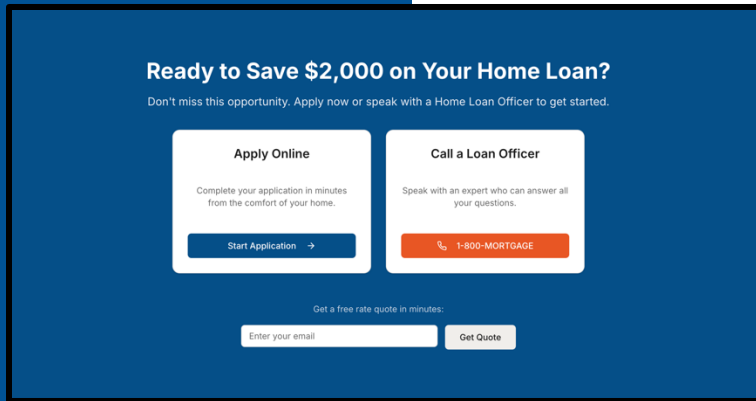 Ready to Save $2,000 on Your Home Loan?
Don't miss this opportunity. Apply now or speak with a Home Loan Officer to get started.
Apply Online
Complete your application in minutes
from the comfort of your home.
Start Application →
Call a Loan Officer
Speak with an expert who can answer all
your questions.
1-800-MORTGAGE
Get a free rate quote in minutes:
Enter your email
Get Quote